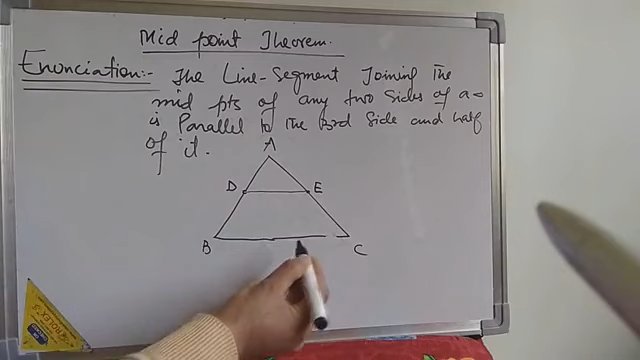 Mid point Theorem.
Enunciation:- The Line-Segment Joining The
mid pts of any two Sides of a
is Parallel to the 3rd Side and half
of it.
A
D E
B C
ROLEX'S